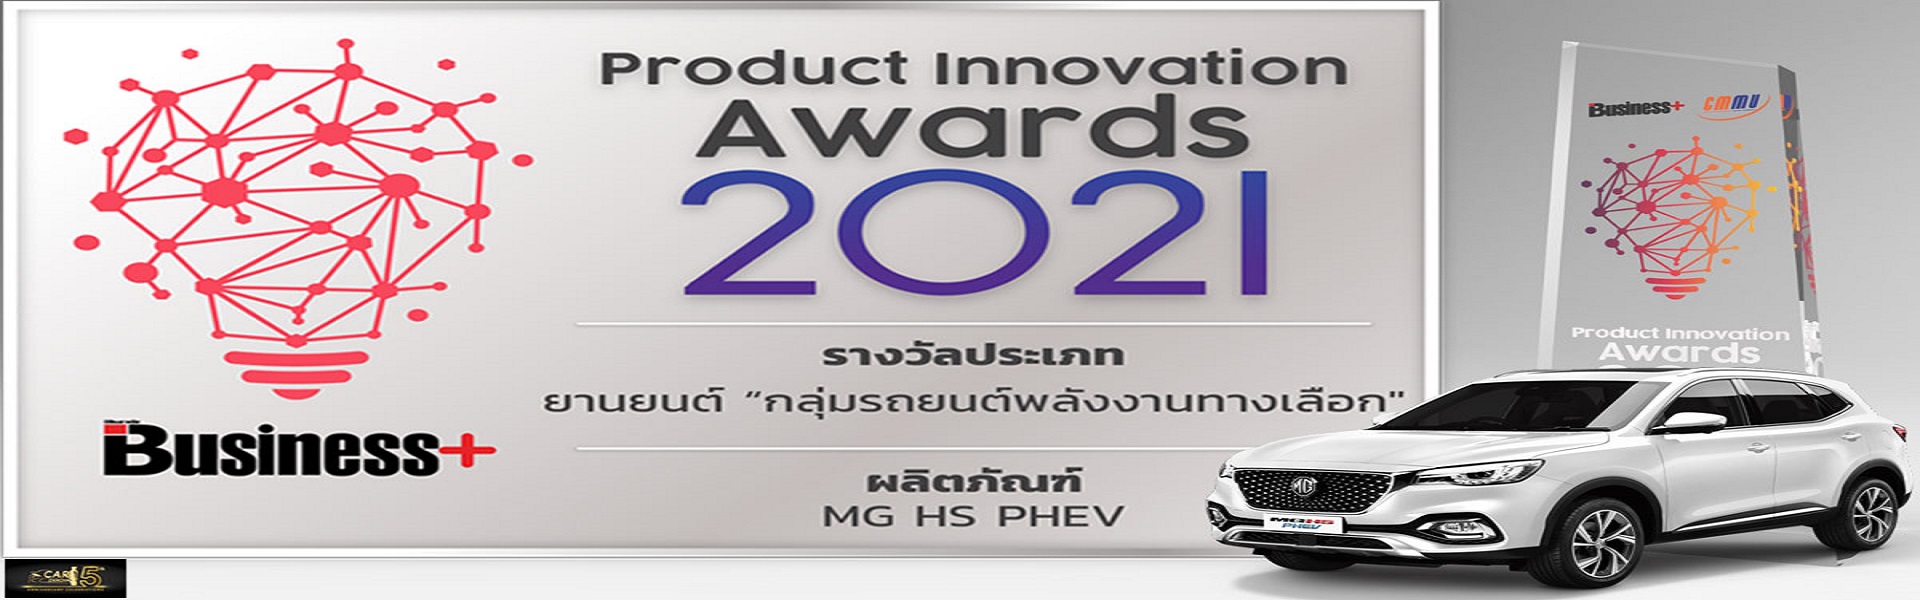 Product Innovation
Awards
2021
รางวัลประเภท
ยานยนต์ “กลุ่มรถยนต์พลังงานทางเลือก"
ผลิตภัณฑ์
MG HS PHEV
Business+
Business+ CMMU
Product Innovation
Awards
MG
MG HS
PHEV
CAR
15